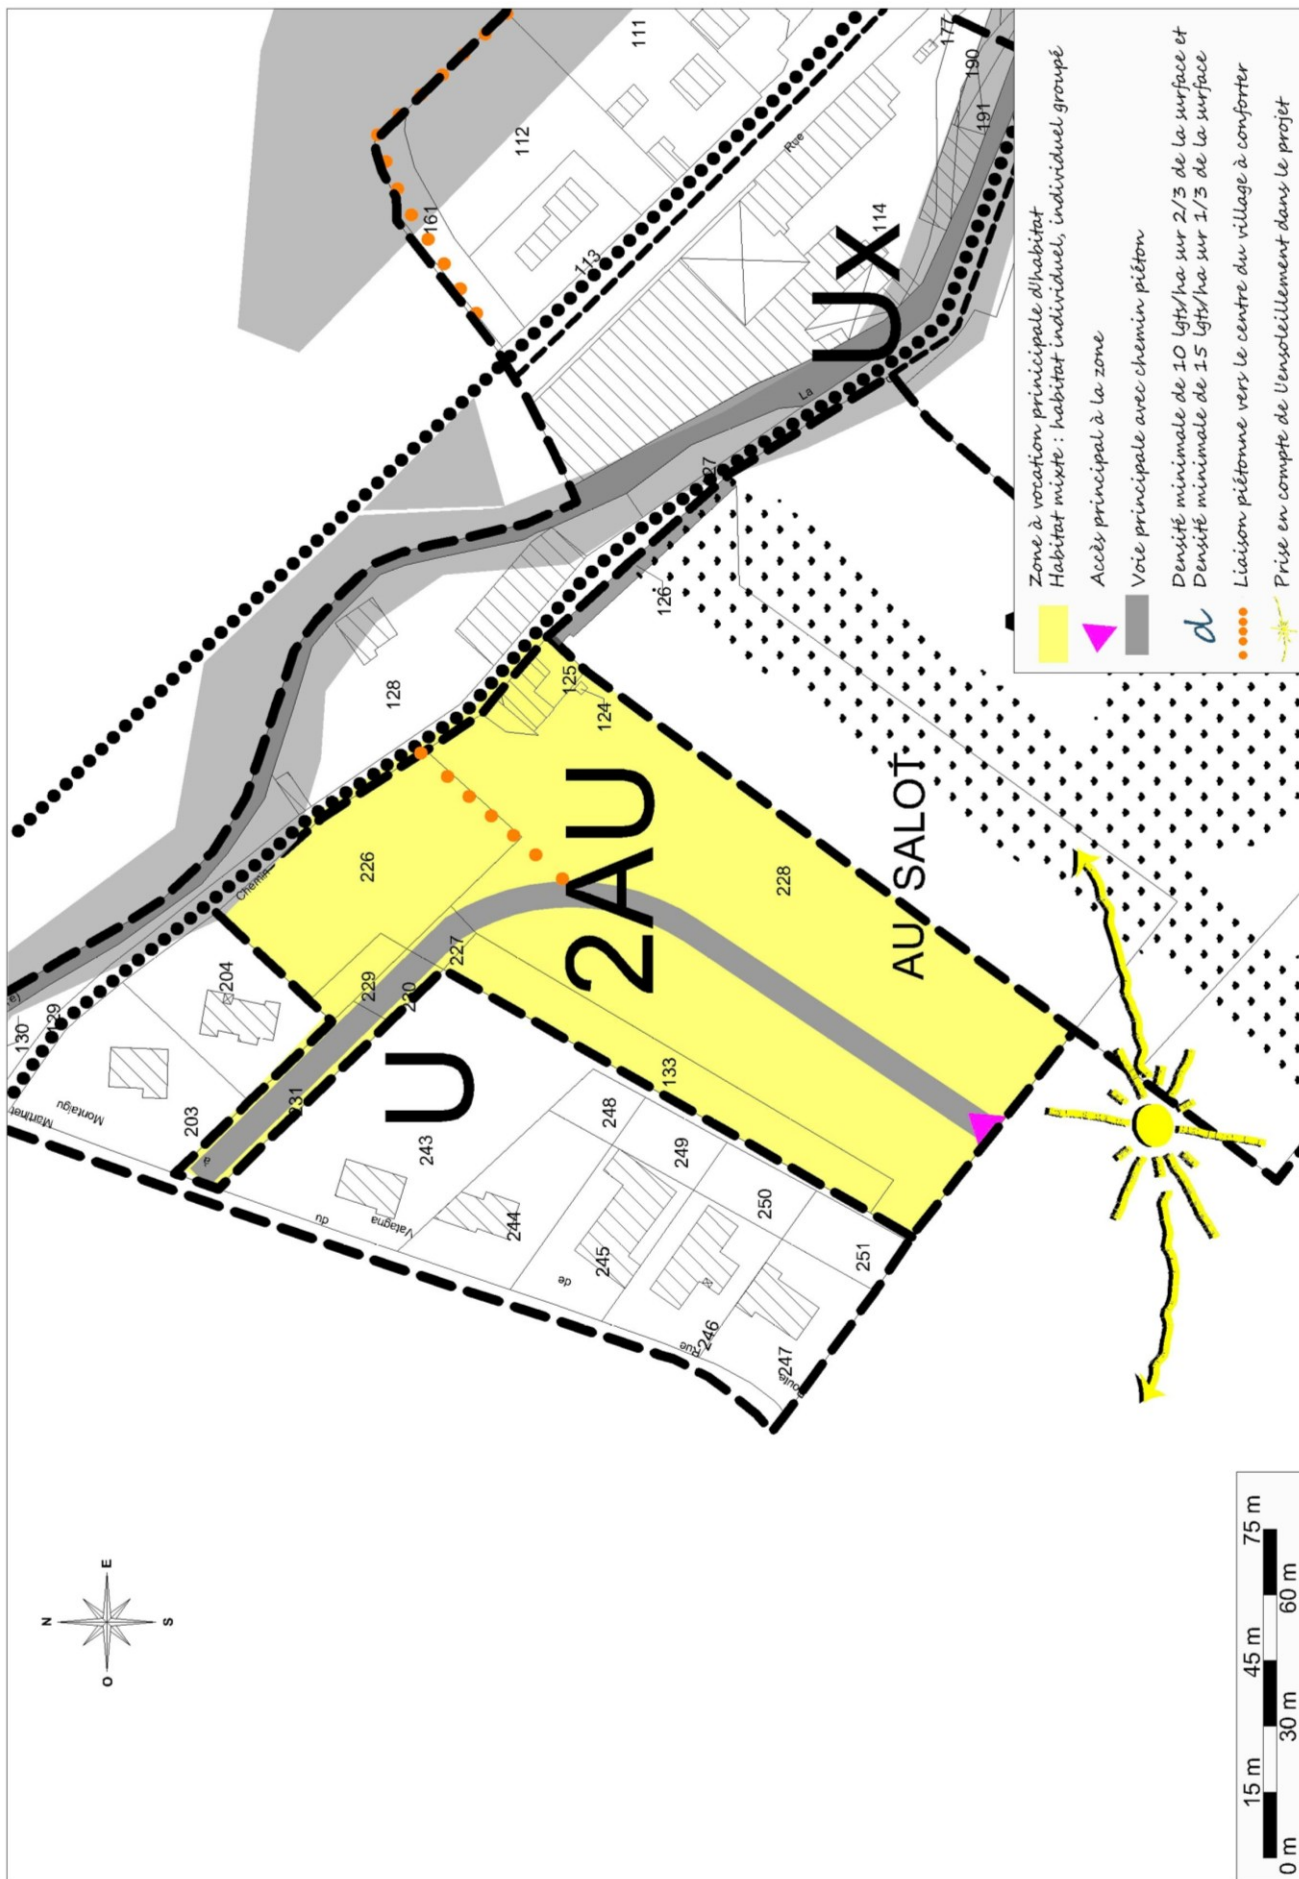 N
O
E
S
111
112
161
113
177
190
191
Rue
114
UX
La
27
126
128
125
124
2AU
226
Chemin
228
AU SALOT
204
229
227
220
129
130
Martinet
Montaigu
203
231
à
U
133
243
248
249
250
251
Vatagna
du
244
245
de
246
Rue
247
Zone à vocation prinicipale d'habitat
Habitat mixte : habitat individuel, individuel groupé
Accès principal à la zone
Voie principale avec chemin piéton
d
Densité minimale de 10 lgts/ha sur 2/3 de la surface et
Densité minimale de 15 lgts/ha sur 1/3 de la surface
Liaison piétonne vers le centre du village à conforter
Prise en compte de l'ensoleillement dans le projet
0 m
15 m
30 m
45 m
60 m
75 m